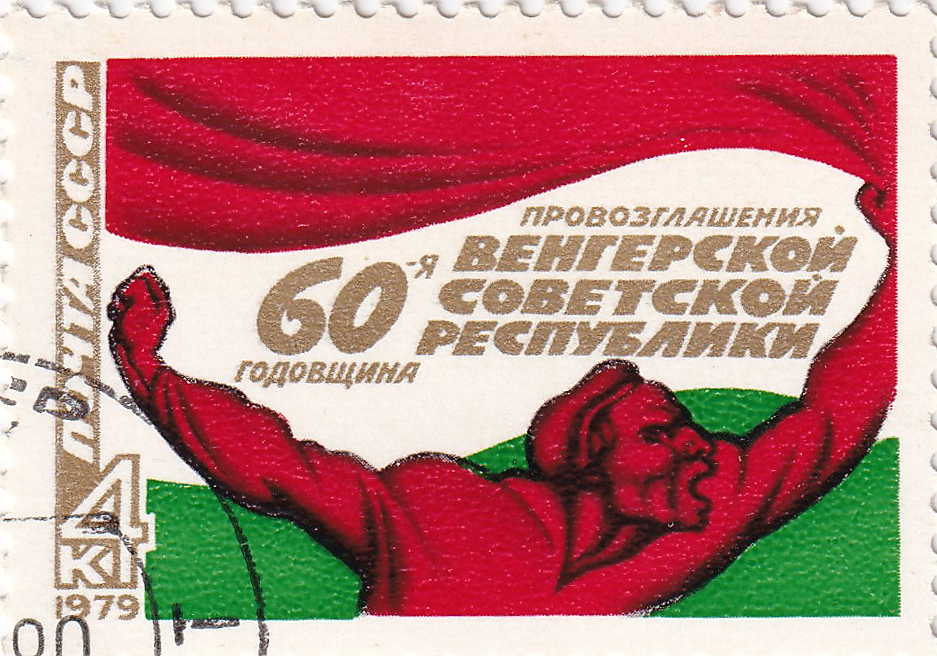 ПОЧТА СССР
ПРОВОЗГЛАШЕНИЯ
60-я ВЕНГЕРСКОЙ
СОВЕТСКОЙ
РЕСПУБЛИКИ
ГОДОВЩИНА
4
К
1979